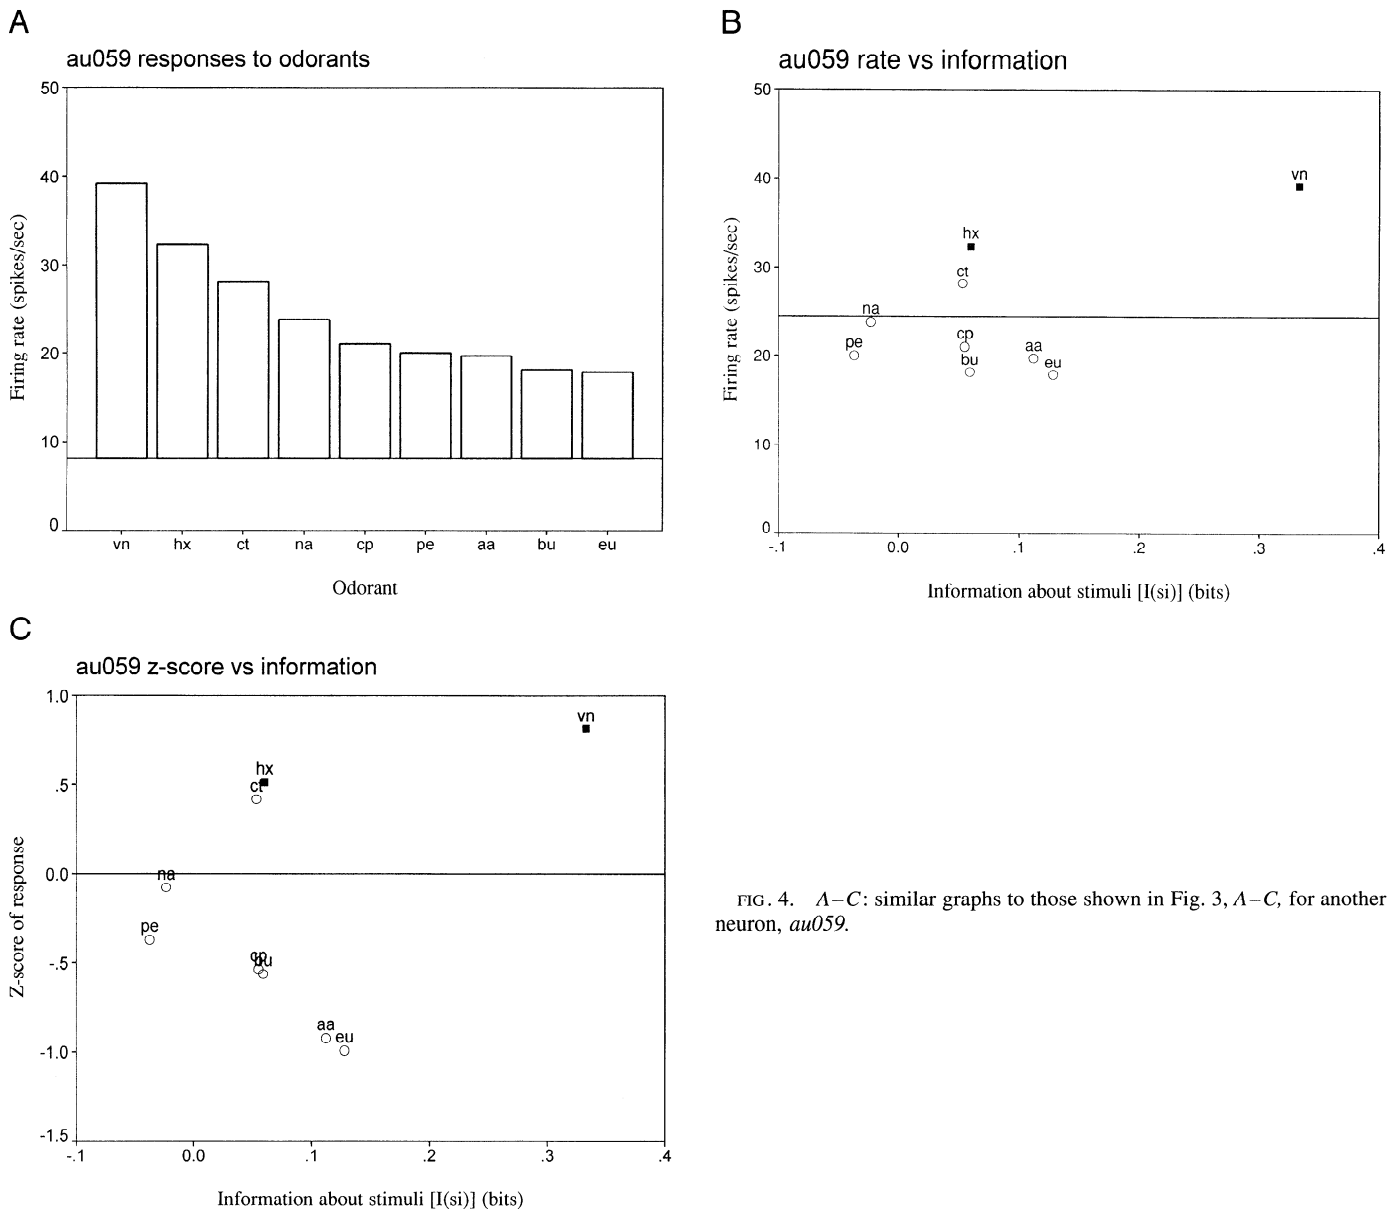 A
au059 responses to odorants
50
40
30
20
10
0
Firing rate (spikes/sec)
vn hx ct na cp pe aa bu eu
Odorant
B
au059 rate vs information
50
40
30
20
10
0
Firing rate (spikes/sec)
vn
hx
ct
na
cp
pe
aa
bu
eu
-.1 0.0 .1 .2 .3 .4
Information about stimuli [I(si)] (bits)
C
au059 z-score vs information
1.0
.5
0.0
-.5
-1.0
-1.5
Z-score of response
vn
hx
ct
na
pe
cp
bu
aa
eu
-.1 0.0 .1 .2 .3 .4
Information about stimuli [I(si)] (bits)
FIG. 4. A–C: similar graphs to those shown in Fig. 3, A–C, for another
neuron, au059.